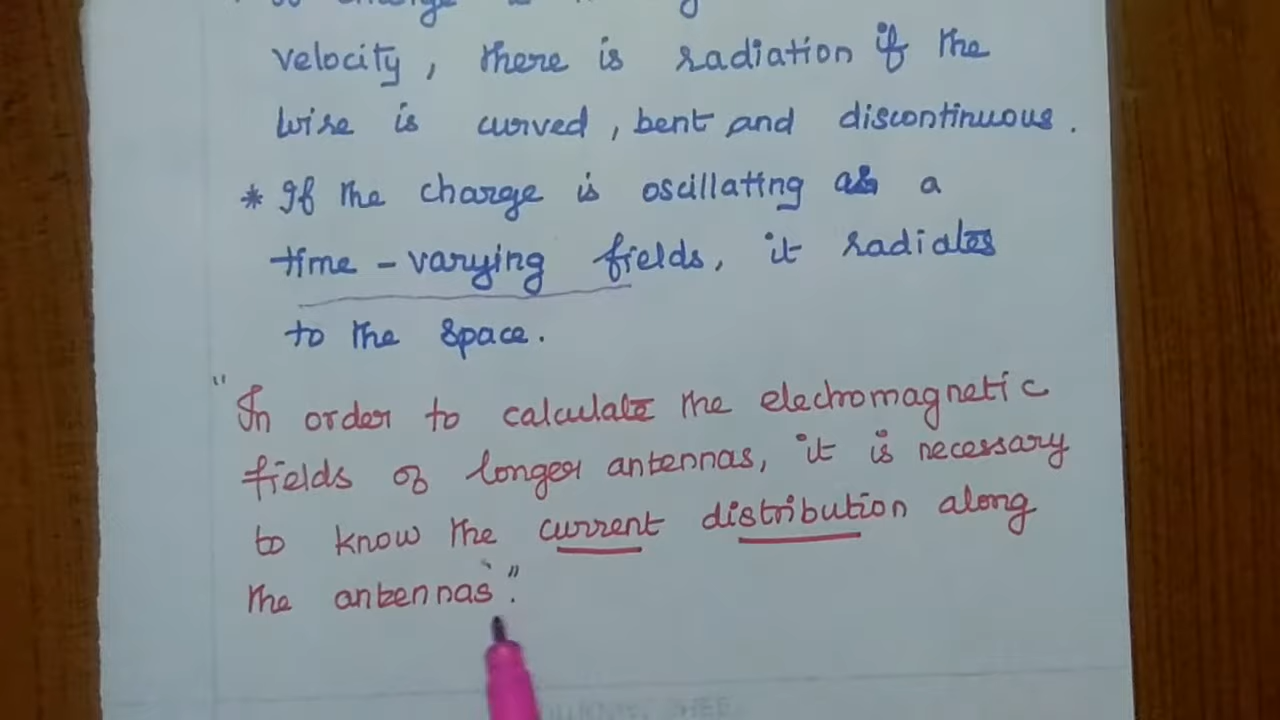 charge
velocity, there is radiation if the
wire is curved, bent and discontinuous.
* If the charge is oscillating as a
time-varying fields, it radiates
to the space.
"In order to calculate the electromagnetic
fields of longer antennas, it is necessary
to know the current distribution along
the antennas."